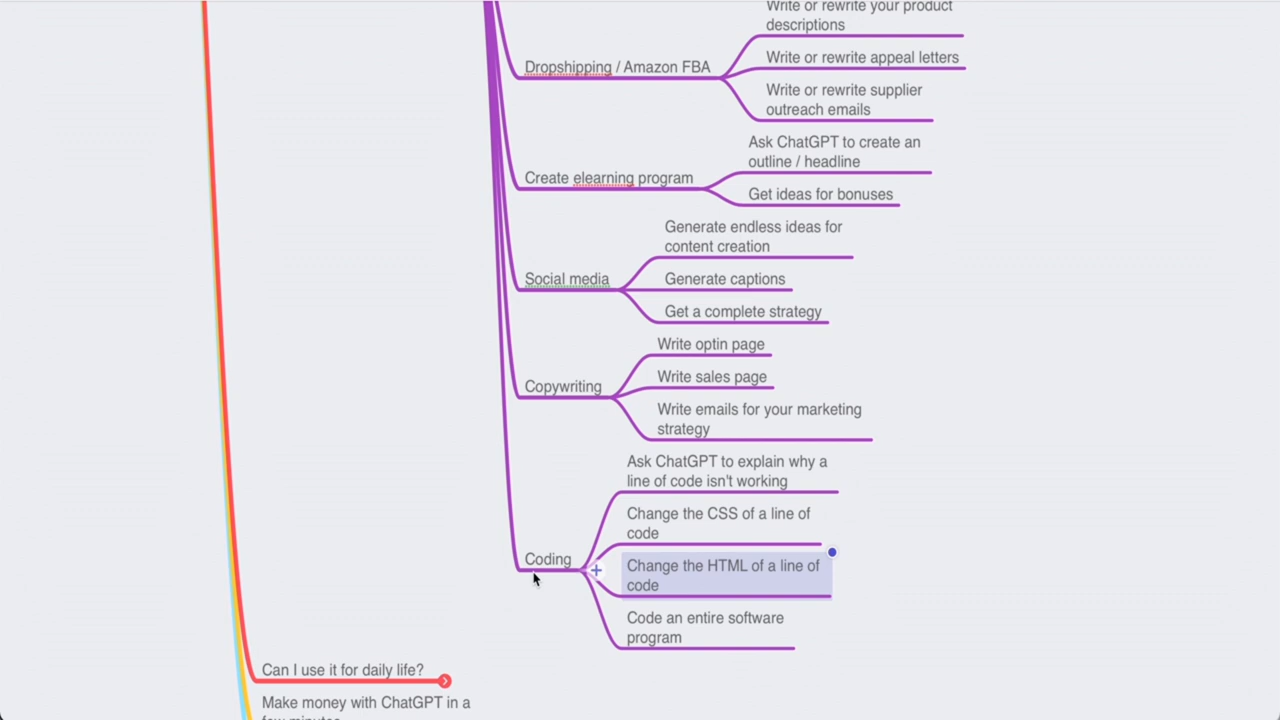 Write or rewrite your product
descriptions
Dropshipping / Amazon FBA
Write or rewrite appeal letters
Write or rewrite supplier
outreach emails
Ask ChatGPT to create an
outline / headline
Create elearning program
Get ideas for bonuses
Generate endless ideas for
content creation
Social media
Generate captions
Get a complete strategy
Write optin page
Copywriting
Write sales page
Write emails for your marketing
strategy
Ask ChatGPT to explain why a
line of code isn't working
Change the CSS of a line of
code
Coding
Change the HTML of a line of
code
Code an entire software
program
Can I use it for daily life?
Make money with ChatGPT in a
few minutes